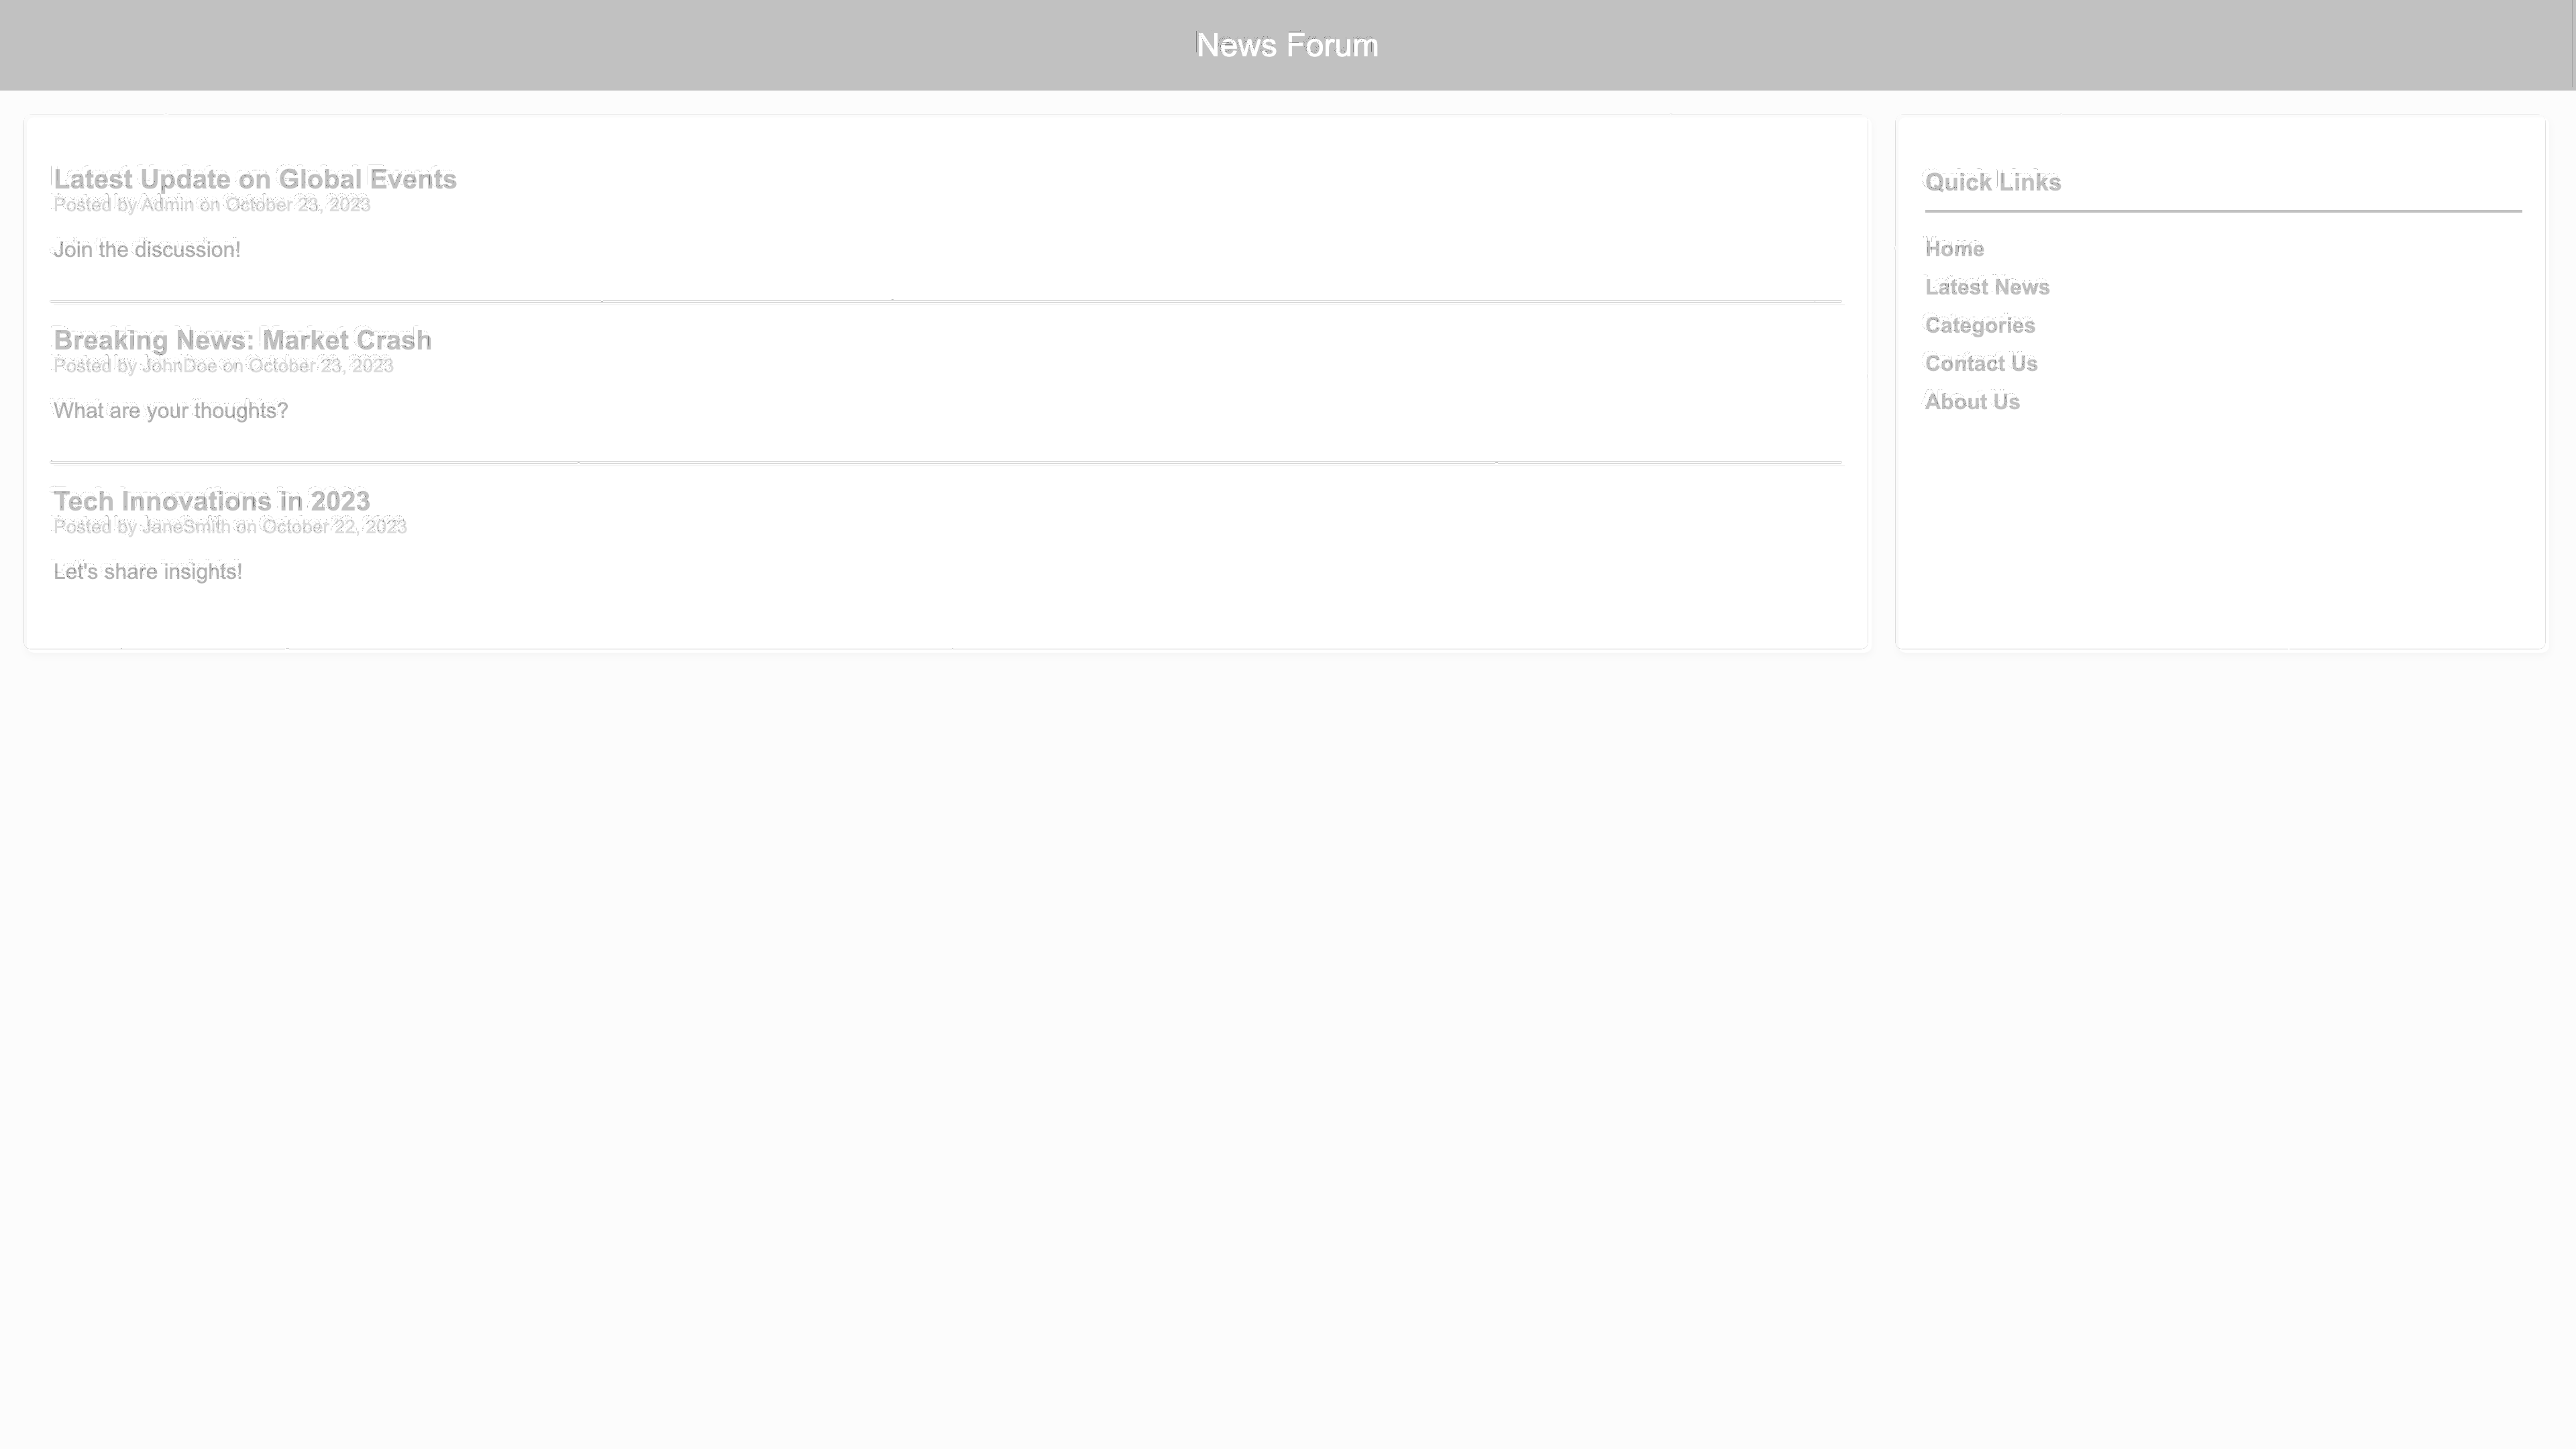 News Forum
Latest Update on Global Events
Posted by Admin on October 23, 2023
Join the discussion!
Breaking News: Market Crash
Posted by JohnDoe on October 23, 2023
What are your thoughts?
Tech Innovations in 2023
Posted by JaneSmith on October 22, 2023
Let's share insights!
Quick Links
Home
Latest News
Categories
Contact Us
About Us